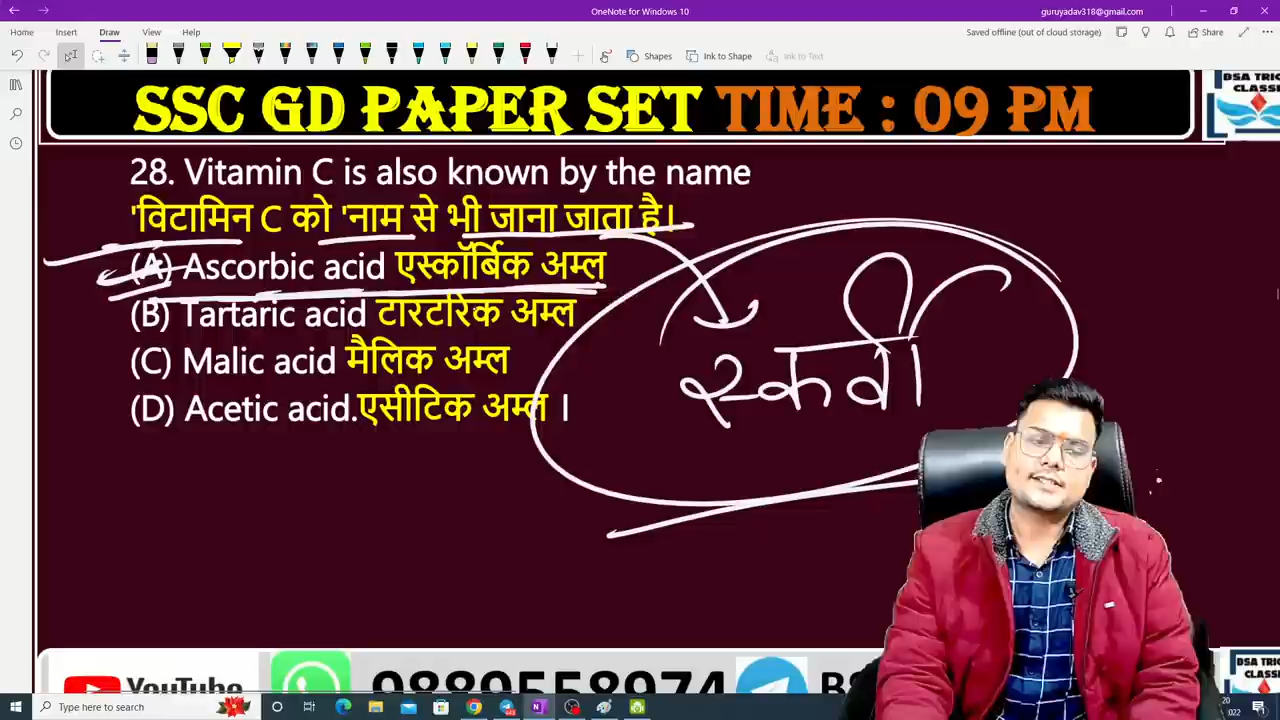 OneNote for Windows 10
guruyadav318@gmail.com
Home Insert Draw View Help
Saved offline (out of cloud storage)
Share
Shapes
Ink to Shape
Ink to Text
SSC GD PAPER SET TIME : 09 PM
28. Vitamin C is also known by the name
'विटामिन C को 'नाम से भी जाना जाता है।
(A) Ascorbic acid एस्कॉर्बिक अम्ल
(B) Tartaric acid टारटरिक अम्ल
(C) Malic acid मैलिक अम्ल
(D) Acetic acid.एसीटिक अम्ल ।
स्कर्वी
YouTube
9889558974
Type here to search